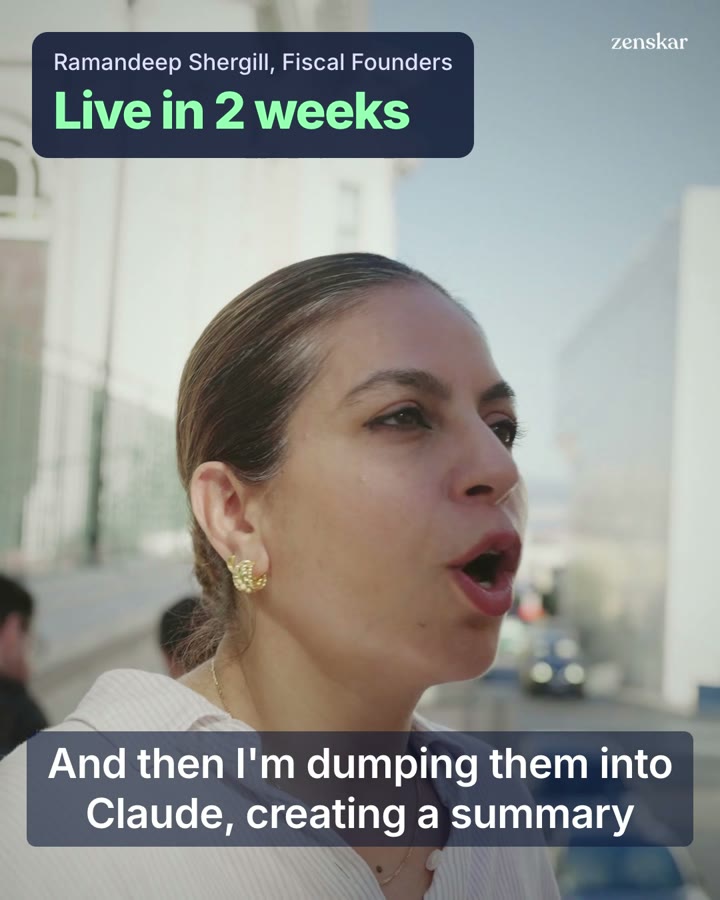 zenskar
Ramandeep Shergill, Fiscal Founders
Live in 2 weeks
And then I'm dumping them into
Claude, creating a summary